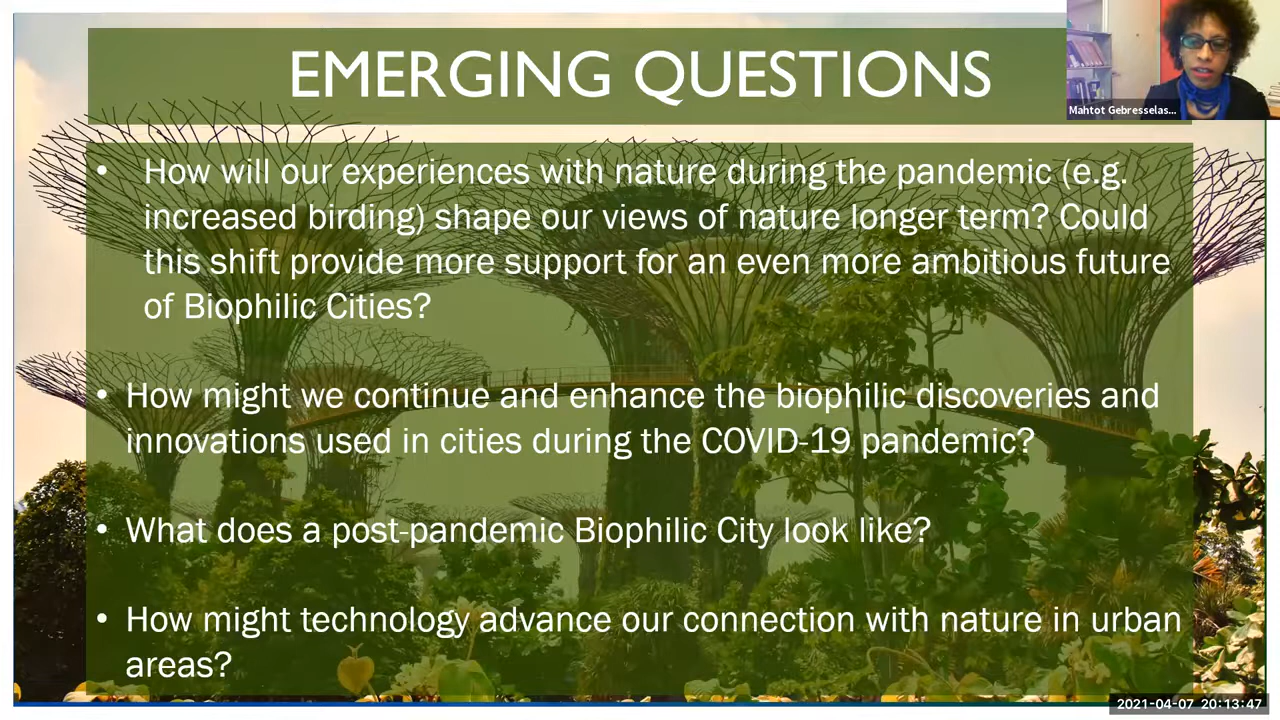 EMERGING QUESTIONS
Mahtot Gebresselas...
• How will our experiences with nature during the pandemic (e.g.
increased birding) shape our views of nature longer term? Could
this shift provide more support for an even more ambitious future
of Biophilic Cities?
• How might we continue and enhance the biophilic discoveries and
innovations used in cities during the COVID-19 pandemic?
• What does a post-pandemic Biophilic City look like?
• How might technology advance our connection with nature in urban
areas?
2021-04-07 20:13:47